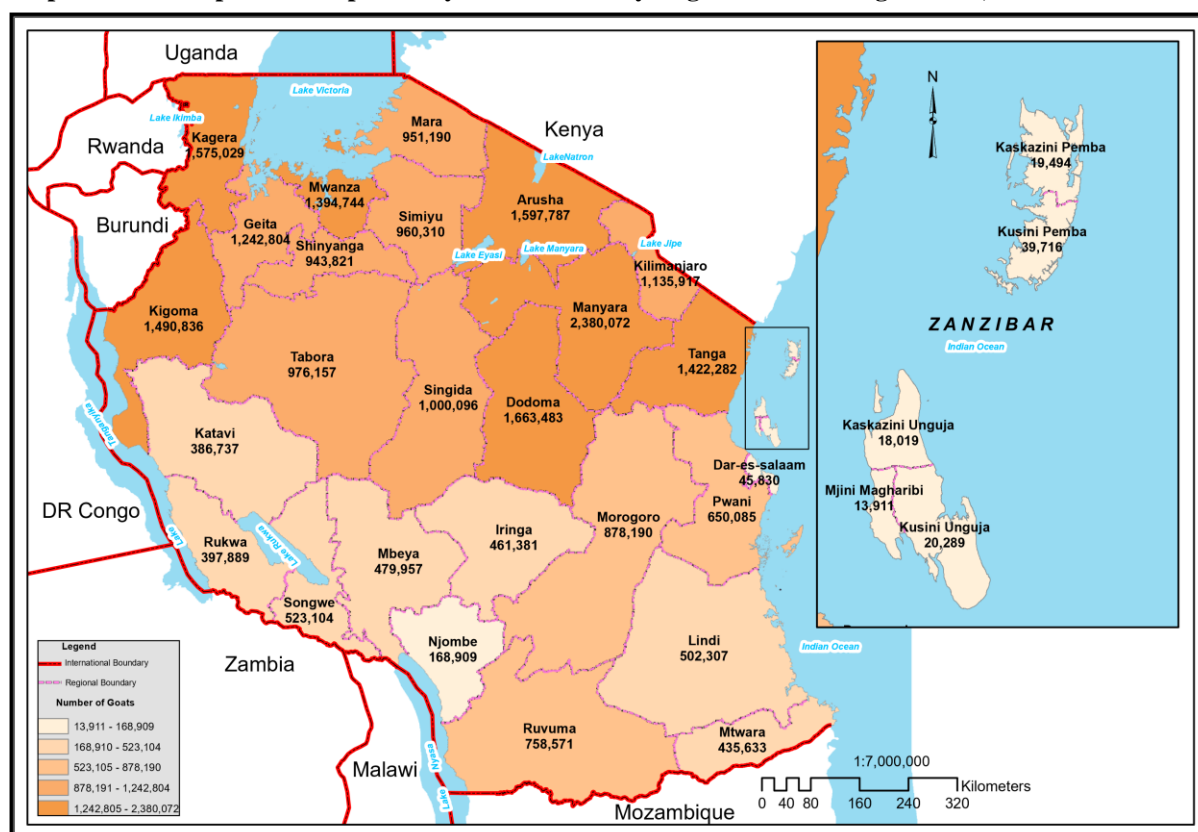 Uganda
Lake Victoria
Lake Ikimba
Kagera
1,575,029
Mara
951,190
Kenya
Rwanda
LakeNatron
Mwanza
1,394,744
Arusha
1,597,787
Burundi
Geita
1,242,804
Simiyu
960,310
Shinyanga
943,821
Lake Eyasi
Lake Manyara
Lake Jipe
Kilimanjaro
1,135,917
Kigoma
1,490,836
Manyara
2,380,072
Tabora
976,157
Singida
1,000,096
Dodoma
1,663,483
Tanga
1,422,282
Katavi
386,737
Lake Tanganyika
DR Congo
Dar-es-salaam
45,830
Pwani
650,085
Morogoro
878,190
Iringa
461,381
Rukwa
397,889
Lake Rukwa
Mbeya
479,957
Songwe
523,104
Njombe
168,909
Lindi
502,307
Indian Ocean
Zambia
Ruvuma
758,571
Mtwara
435,633
Malawi
Lake Nyasa
Mozambique
N
Kaskazini Pemba
19,494
Kusini Pemba
39,716
ZANZIBAR
Indian Ocean
Kaskazini Unguja
18,019
Mjini Magharibi
13,911
Kusini Unguja
20,289
Legend
International Boundary
Regional Boundary
Number of Goats
13,911 - 168,909
168,910 - 523,104
523,105 - 878,190
878,191 - 1,242,804
1,242,805 - 2,380,072
1:7,000,000
Kilometers
0 40 80 160 240 320